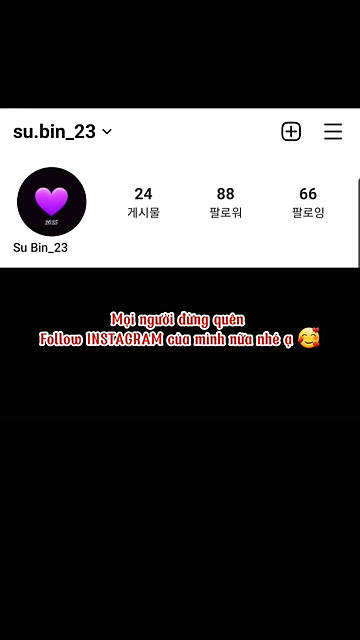 su.bin_23
24 88 66
게시물 팔로워 팔로잉
Su Bin_23
Mọi người đừng quên
Follow INSTAGRAM của mình nữa nhé ạ 🥰